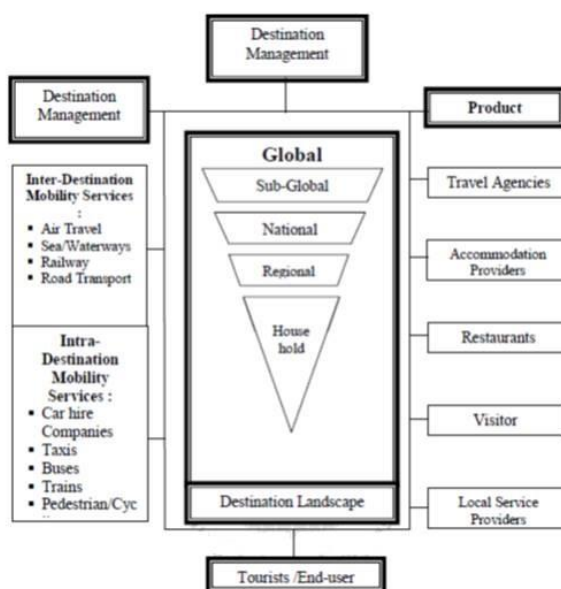 Destination
Management
Destination
Management
Product
Inter-Destination
Mobility Services
:
▪ Air Travel
▪ Sea/Waterways
▪ Railway
▪ Road Transport
Intra-
Destination
Mobility
Services :
▪ Car hire
Companies
▪ Taxis
▪ Buses
▪ Trains
▪ Pedestrian/Cyc
Global
Sub-Global
National
Regional
House
hold
Destination Landscape
Travel Agencies
Accommodation
Providers
Restaurants
Visitor
Local Service
Providers
Tourists /End-user